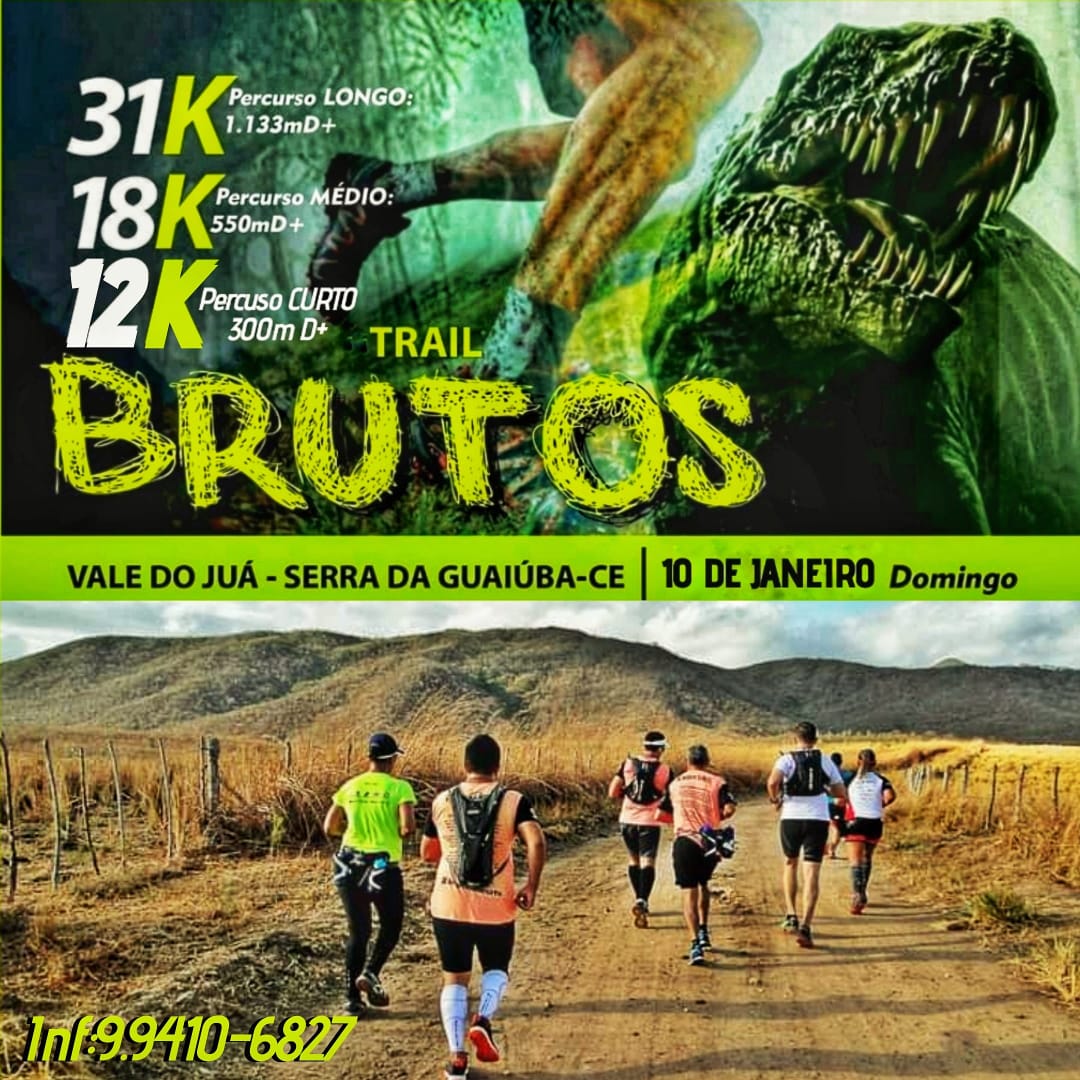 31K Percurso LONGO:
1.133mD+
18K Percurso MÉDIO:
550mD+
12K Percuso CURTO
300m D+
TRAIL
BRUTOS
VALE DO JUÁ - SERRA DA GUAIÚBA-CE | 10 DE JANEIRO Domingo
Inf:9.9410-6827